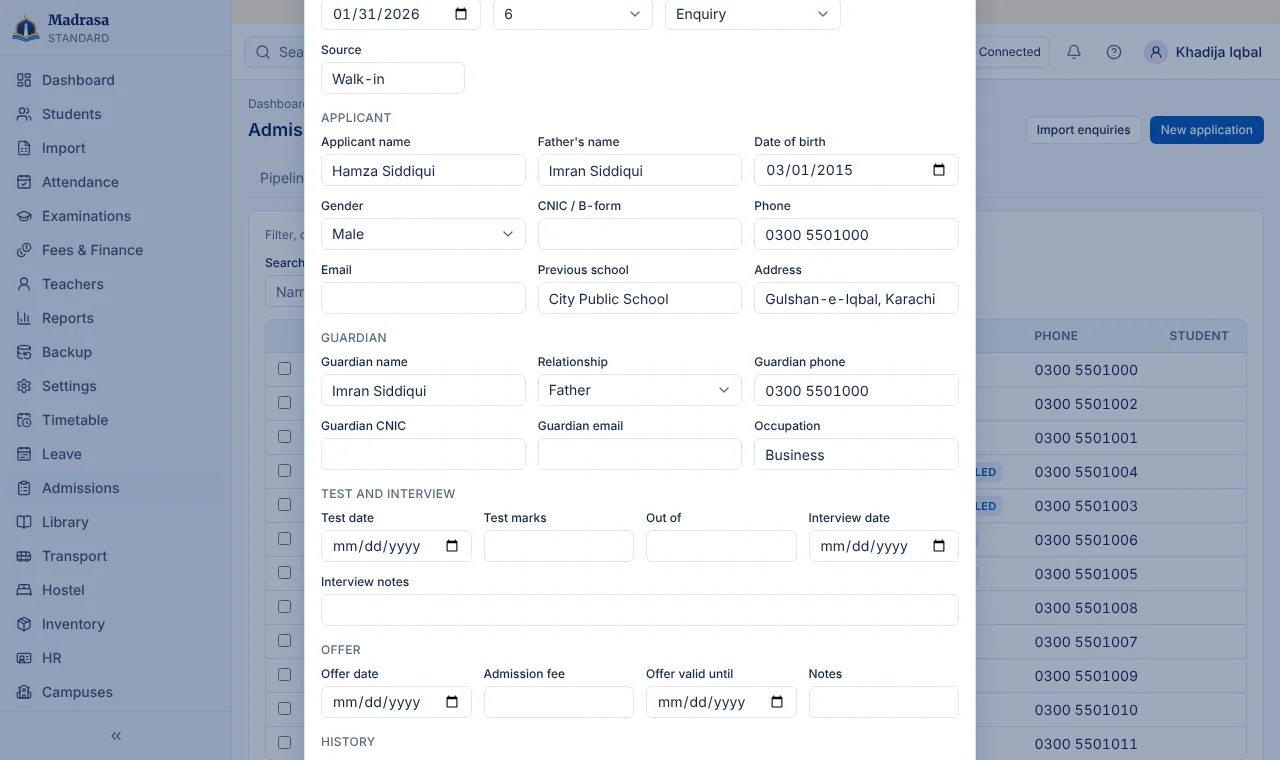 Madrasa
STANDARD
Dashboard
Students
Import
Attendance
Examinations
Fees & Finance
Teachers
Reports
Backup
Settings
Timetable
Leave
Admissions
Library
Transport
Hostel
Inventory
HR
Campuses
Connected
Khadija Iqbal
Import enquiries
New application
01/31/2026
6
Enquiry
Source
Walk-in
APPLICANT
Applicant name
Father's name
Date of birth
Hamza Siddiqui
Imran Siddiqui
03/01/2015
Gender
CNIC / B-form
Phone
Male
0300 5501000
Email
Previous school
Address
City Public School
Gulshan-e-Iqbal, Karachi
GUARDIAN
Guardian name
Relationship
Guardian phone
Imran Siddiqui
Father
0300 5501000
Guardian CNIC
Guardian email
Occupation
Business
TEST AND INTERVIEW
Test date
Test marks
Out of
Interview date
mm/dd/yyyy
mm/dd/yyyy
Interview notes
OFFER
Offer date
Admission fee
Offer valid until
Notes
mm/dd/yyyy
mm/dd/yyyy
HISTORY
PHONE
STUDENT
0300 5501000
0300 5501002
0300 5501001
0300 5501004
0300 5501003
0300 5501006
0300 5501005
0300 5501008
0300 5501007
0300 5501009
0300 5501010
0300 5501011